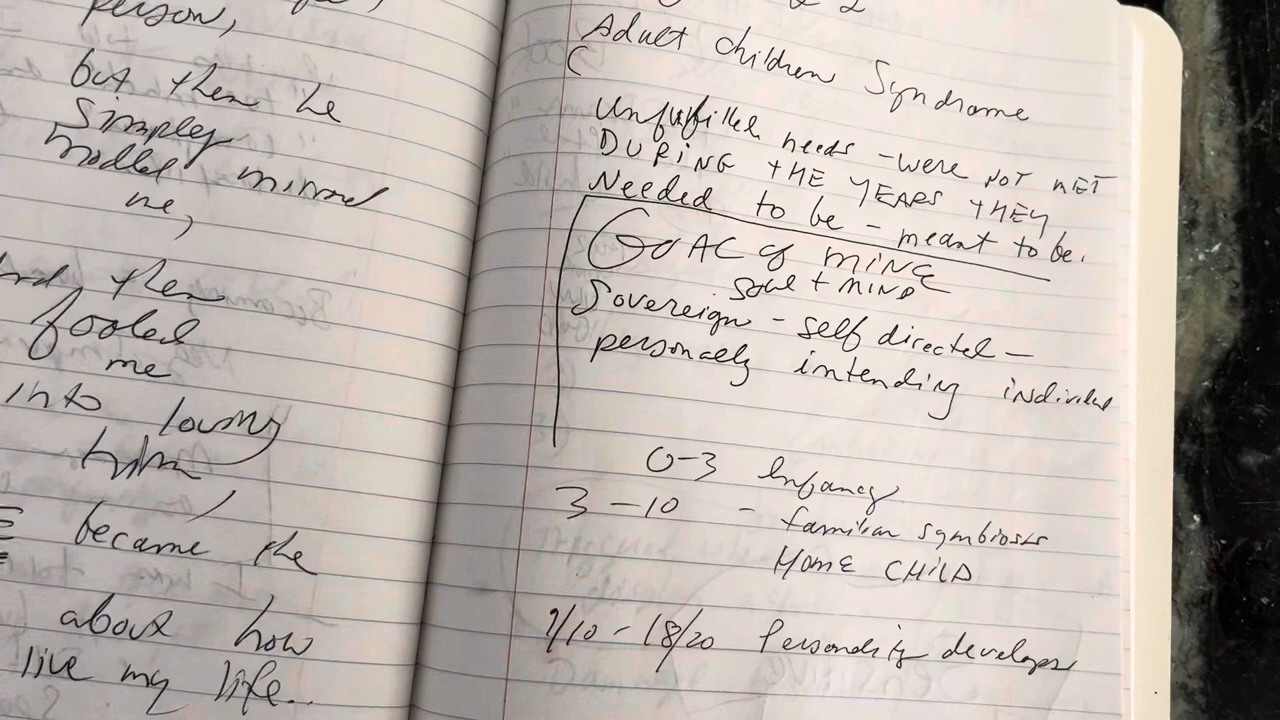 person,
but then he
simply
mirrored
me,
then
fooled
me
into loving
him
became the
about how
live my life...
Adult Children Syndrome
(
Unfulfilled needs - were NOT MET
DURING THE YEARS THEY
Needed to be - meant to be.
GOAL of MINE
soul + MIND
Sovereign - self directed -
personally intending individual
0-3 Infancy
3-10 - familiar symbiosis
HOME CHILD
9/10 - 18/20 Personality develops